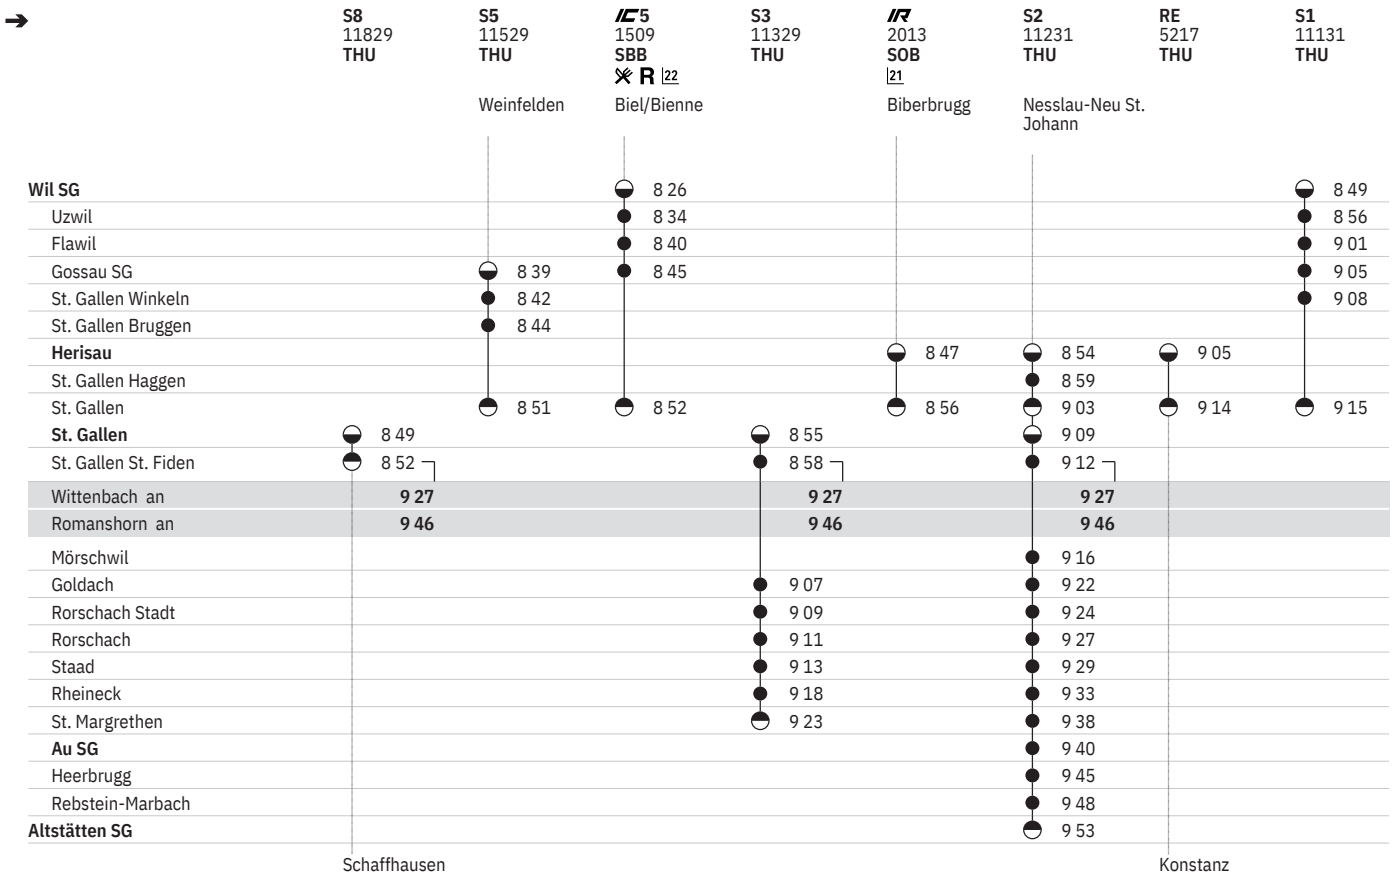 ➔ S8 S5 IC5 S3 IR S2 RE S1
11829 11529 1509 11329 2013 11231 5217 11131
THU THU SBB THU SOB THU THU THU
R 22 21
Weinfelden Biel/Bienne Biberbrugg Nesslau-Neu St.
Johann
Wil SG 8 26 8 49
Uzwil 8 34 8 56
Flawil 8 40 9 01
Gossau SG 8 39 8 45 9 05
St. Gallen Winkeln 8 42 9 08
St. Gallen Bruggen 8 44
Herisau 8 47 8 54 9 05
St. Gallen Haggen 8 59
St. Gallen 8 51 8 52 8 56 9 03 9 14 9 15
St. Gallen 8 49 8 55 9 09
St. Gallen St. Fiden 8 52 8 58 9 12
Wittenbach an 9 27 9 27 9 27
Romanshorn an 9 46 9 46 9 46
Mörschwil 9 16
Goldach 9 07 9 22
Rorschach Stadt 9 09 9 24
Rorschach 9 11 9 27
Staad 9 13 9 29
Rheineck 9 18 9 33
St. Margrethen 9 23 9 38
Au SG 9 40
Heerbrugg 9 45
Rebstein-Marbach 9 48
Altstätten SG 9 53
Schaffhausen Konstanz